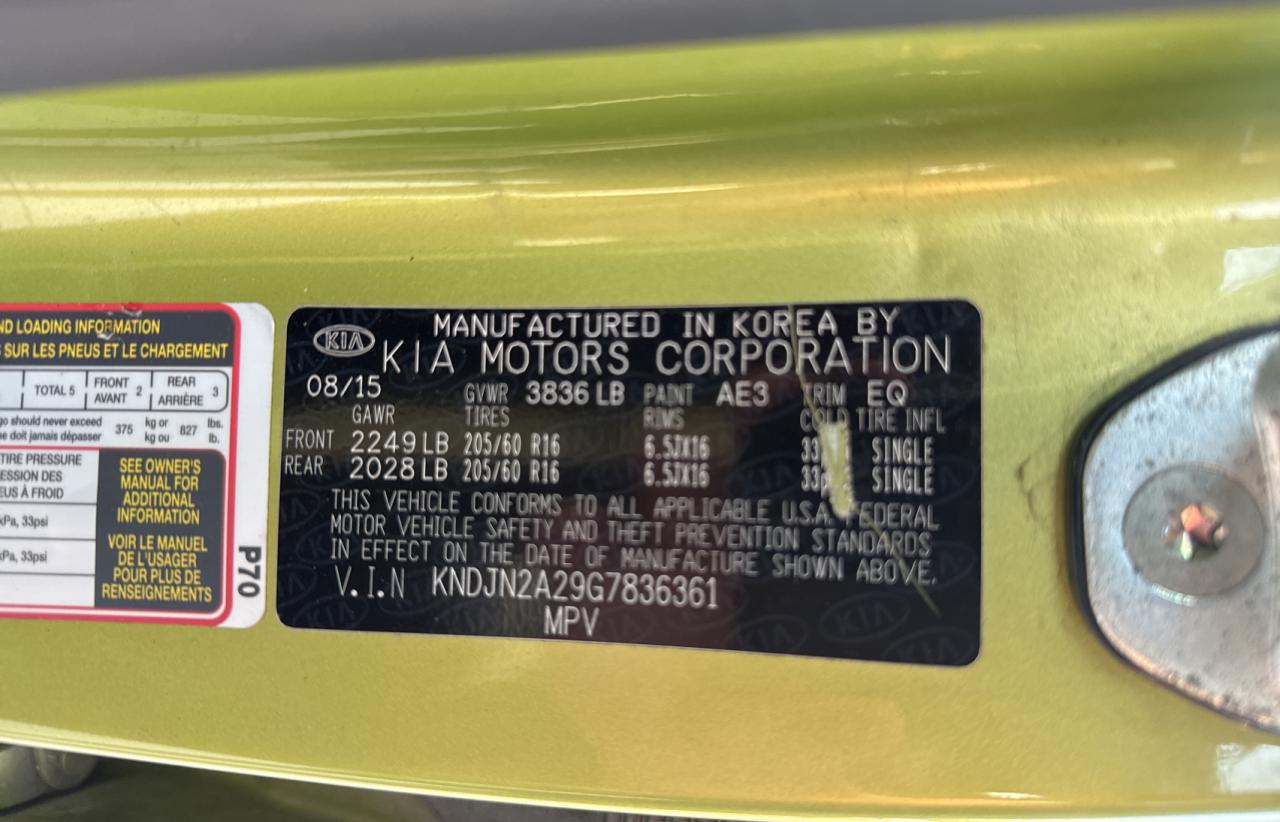 ND LOADING INFORMATION
SUR LES PNEUS ET LE CHARGEMENT
TOTAL 5 FRONT AVANT 2 REAR ARRIÈRE 3
go should never exceed 375 kg or 827 lbs.
e doit jamais dépasser kg ou lb.
TIRE PRESSURE
ESSION DES
EUS À FROID
kPa, 33psi
kPa, 33psi
SEE OWNER'S
MANUAL FOR
ADDITIONAL
INFORMATION
VOIR LE MANUEL
DE L'USAGER
POUR PLUS DE
RENSEIGNEMENTS
P70
KIA
MANUFACTURED IN KOREA BY
KIA MOTORS CORPORATION
08/15 GVWR 3836 LB PAINT AE3 TRIM EQ
GAWR TIRES RIMS COLD TIRE INFL
FRONT 2249 LB 205/60 R16 6.5JX16 33 SINGLE
REAR 2028 LB 205/60 R16 6.5JX16 33 SINGLE
THIS VEHICLE CONFORMS TO ALL APPLICABLE U.S.A. FEDERAL
MOTOR VEHICLE SAFETY AND THEFT PREVENTION STANDARDS
IN EFFECT ON THE DATE OF MANUFACTURE SHOWN ABOVE.
V.I.N KNDJN2A29G7836361
MPV